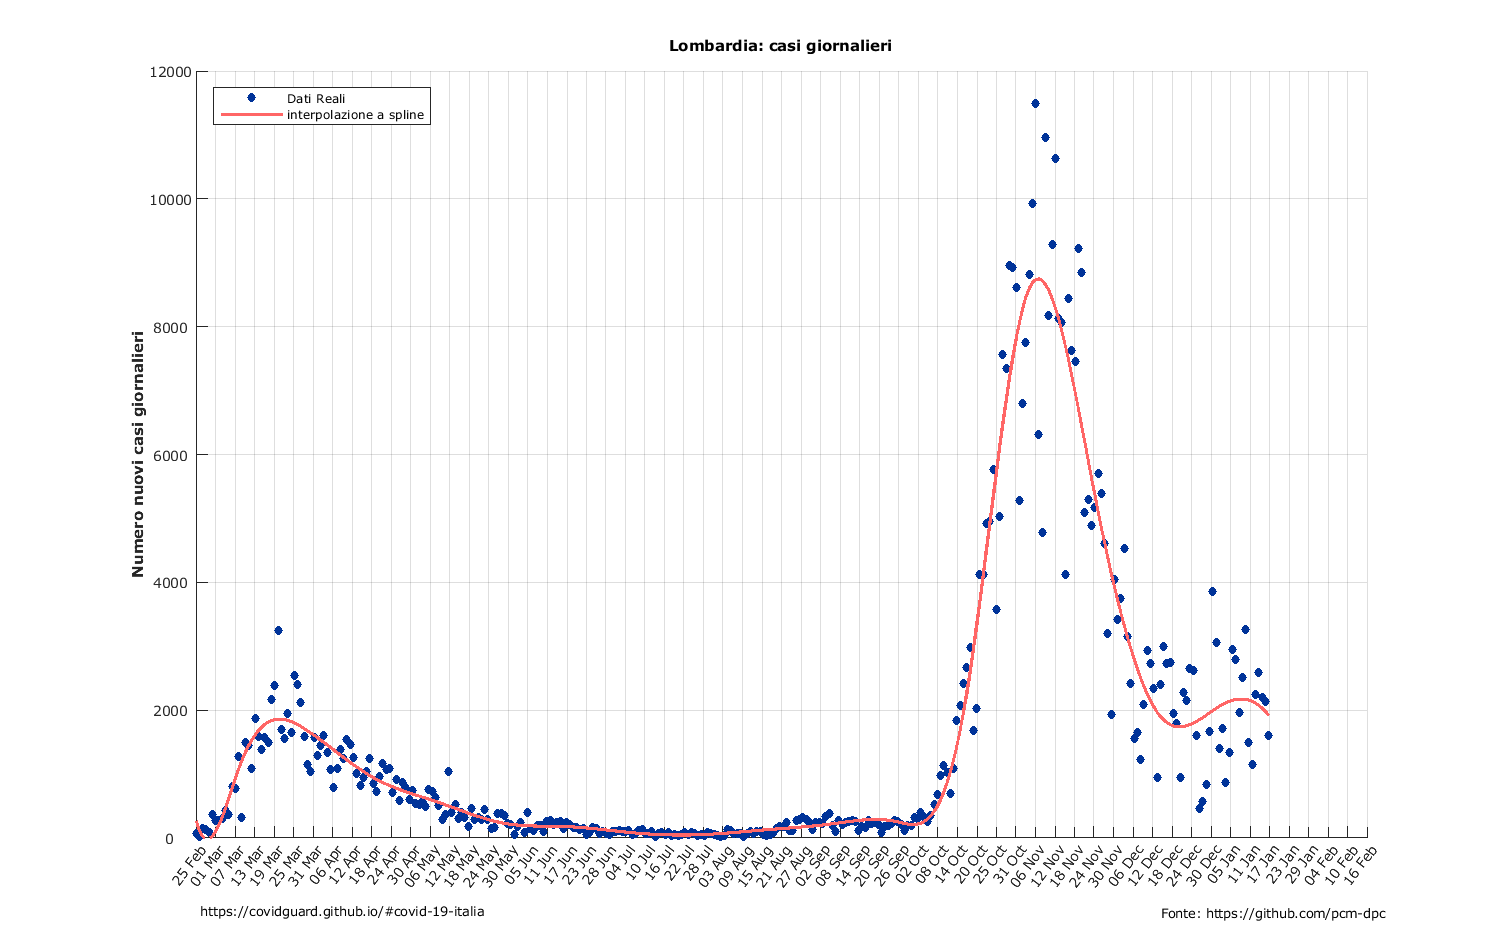 Lombardia: casi giornalieri
12000
10000
8000
6000
4000
2000
0
Numero nuovi casi giornalieri
Dati Reali
interpolazione a spline
25 Feb
01 Mar
07 Mar
13 Mar
19 Mar
25 Mar
31 Mar
06 Apr
12 Apr
18 Apr
24 Apr
30 Apr
06 May
12 May
18 May
24 May
30 May
05 Jun
11 Jun
17 Jun
23 Jun
28 Jun
04 Jul
10 Jul
16 Jul
22 Jul
28 Jul
03 Aug
09 Aug
15 Aug
21 Aug
27 Aug
02 Sep
08 Sep
14 Sep
20 Sep
26 Sep
02 Oct
08 Oct
14 Oct
20 Oct
25 Oct
31 Oct
06 Nov
12 Nov
18 Nov
24 Nov
30 Nov
06 Dec
12 Dec
18 Dec
24 Dec
30 Dec
05 Jan
11 Jan
17 Jan
23 Jan
29 Jan
04 Feb
10 Feb
16 Feb
https://covidguard.github.io/#covid-19-italia
Fonte: https://github.com/pcm-dpc